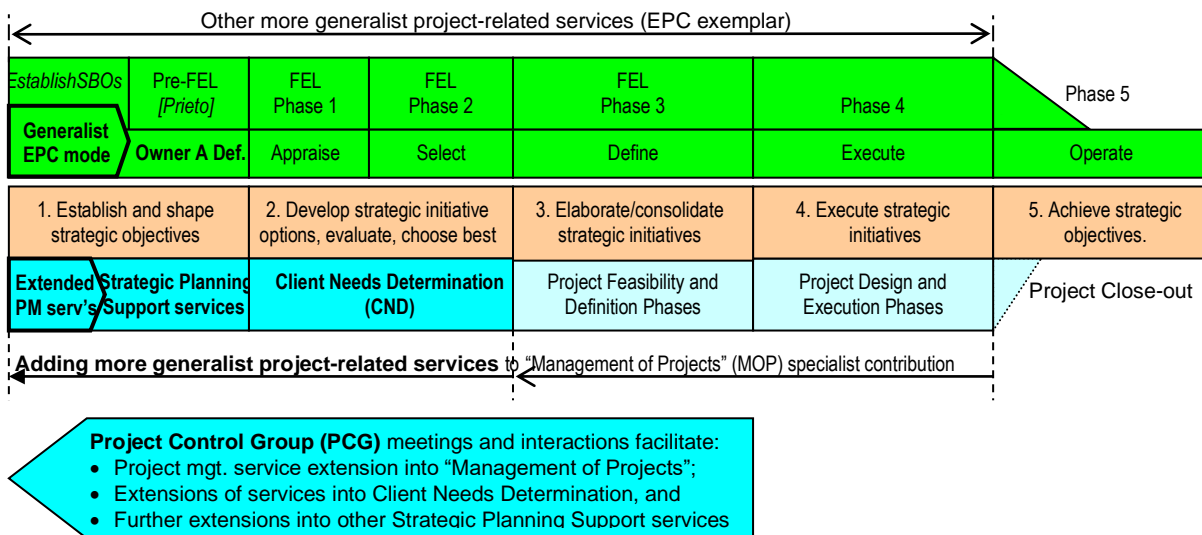 Other more generalist project-related services (EPC exemplar)
EstablishSBOs
Pre-FEL
[Prieto]
FEL
Phase 1
FEL
Phase 2
FEL
Phase 3
Phase 4
Phase 5
Generalist
EPC mode
Owner A Def.
Appraise
Select
Define
Execute
Operate
1. Establish and shape
strategic objectives
2. Develop strategic initiative
options, evaluate, choose best
3. Elaborate/consolidate
strategic initiatives
4. Execute strategic
initiatives
5. Achieve strategic
objectives.
Extended
PM serv's
Strategic Planning
Support services
Client Needs Determination
(CND)
Project Feasibility and
Definition Phases
Project Design and
Execution Phases
Project Close-out
Adding more generalist project-related services to “Management of Projects” (MOP) specialist contribution
Project Control Group (PCG) meetings and interactions facilitate:
• Project mgt. service extension into “Management of Projects”;
• Extensions of services into Client Needs Determination, and
• Further extensions into other Strategic Planning Support services